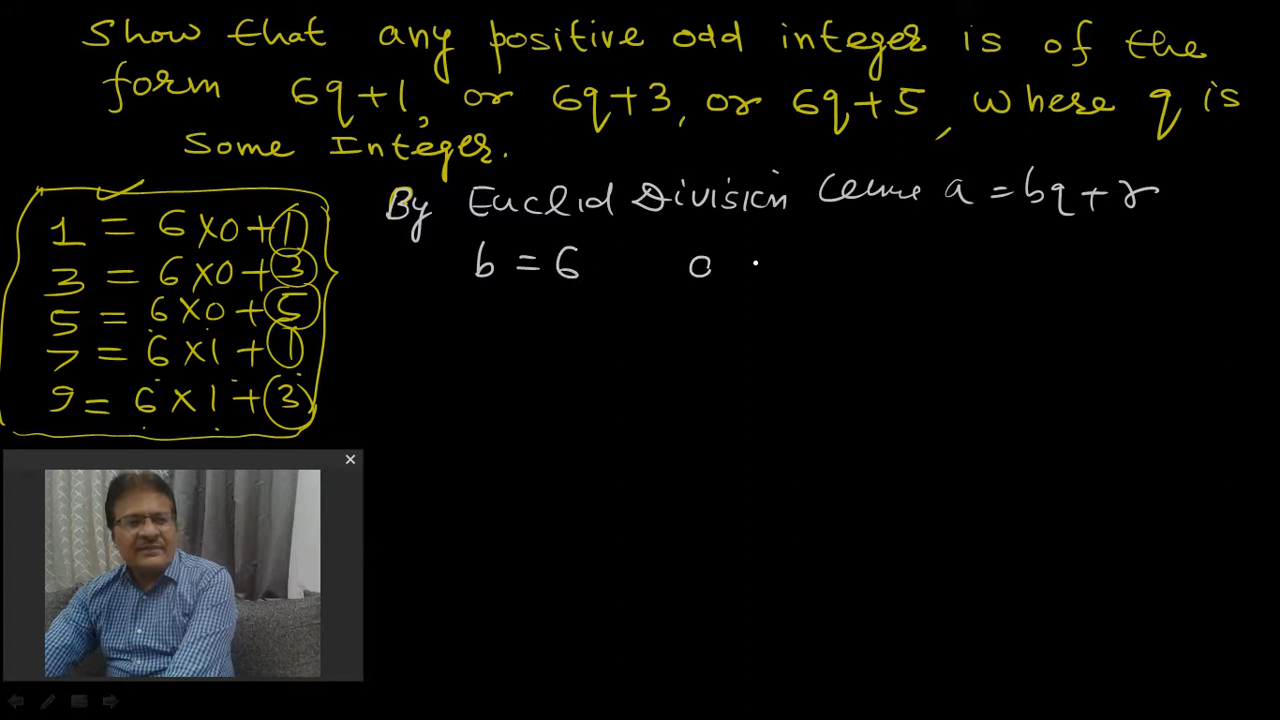 Show that any positive odd integer is of the
form 6q+1, or 6q+3, or 6q+5, where q is
Some Integer.
By Euclid Division a = bq + r
b = 6 0
1 = 6 X 0 + 1
3 = 6 X 0 + 3
5 = 6 X 0 + 5
7 = 6 X 1 + 1
9 = 6 X 1 + 3